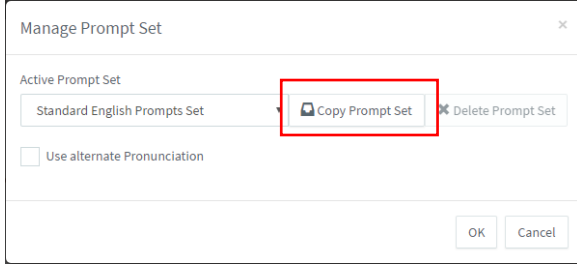 Manage Prompt Set ×
Active Prompt Set
Standard English Prompts Set Copy Prompt Set Delete Prompt Set
Use alternate Pronunciation
OK Cancel